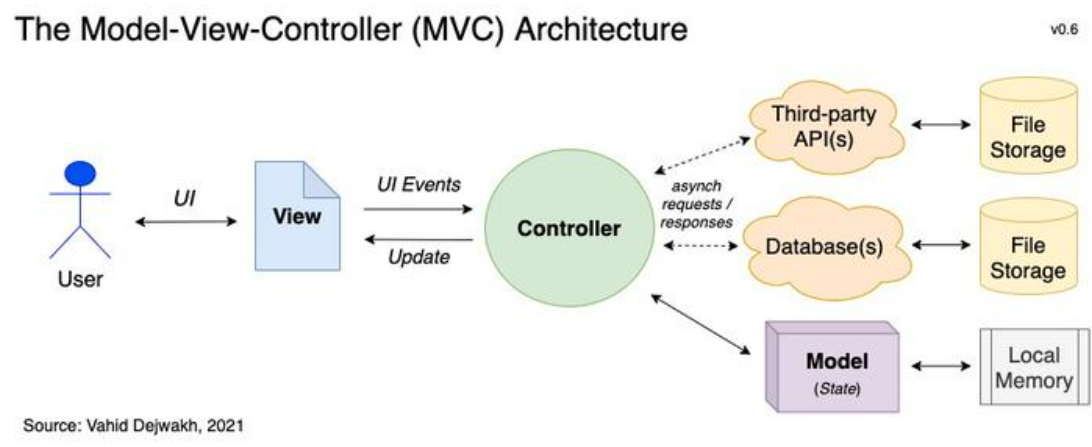 The Model-View-Controller (MVC) Architecture
v0.6
User
UI
View
UI Events
Update
Controller
asynch
requests /
responses
Third-party
API(s)
File
Storage
Database(s)
File
Storage
Model
(State)
Local
Memory
Source: Vahid Dejwakh, 2021